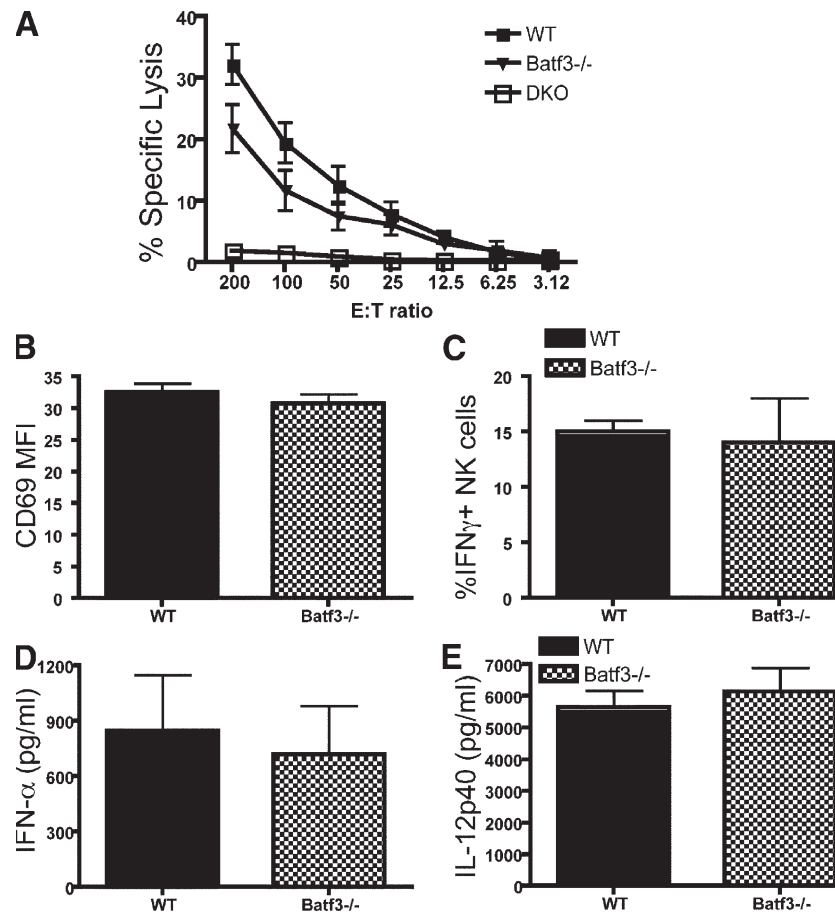 A
% Specific Lysis
40
30
20
10
0
200 100 50 25 12.5 6.25 3.12
E:T ratio
WT
Batf3-/-
DKO
B
CD69 MFI
35
30
25
20
15
10
5
0
WT Batf3-/-
C
WT
Batf3-/-
%IFNγ+ NK cells
20
15
10
5
0
WT Batf3-/-
D
IFN-α (pg/ml)
1200
900
600
300
0
WT Batf3-/-
E
WT
Batf3-/-
IL-12p40 (pg/ml)
7000
6000
5000
4000
3000
2000
1000
0
WT Batf3-/-